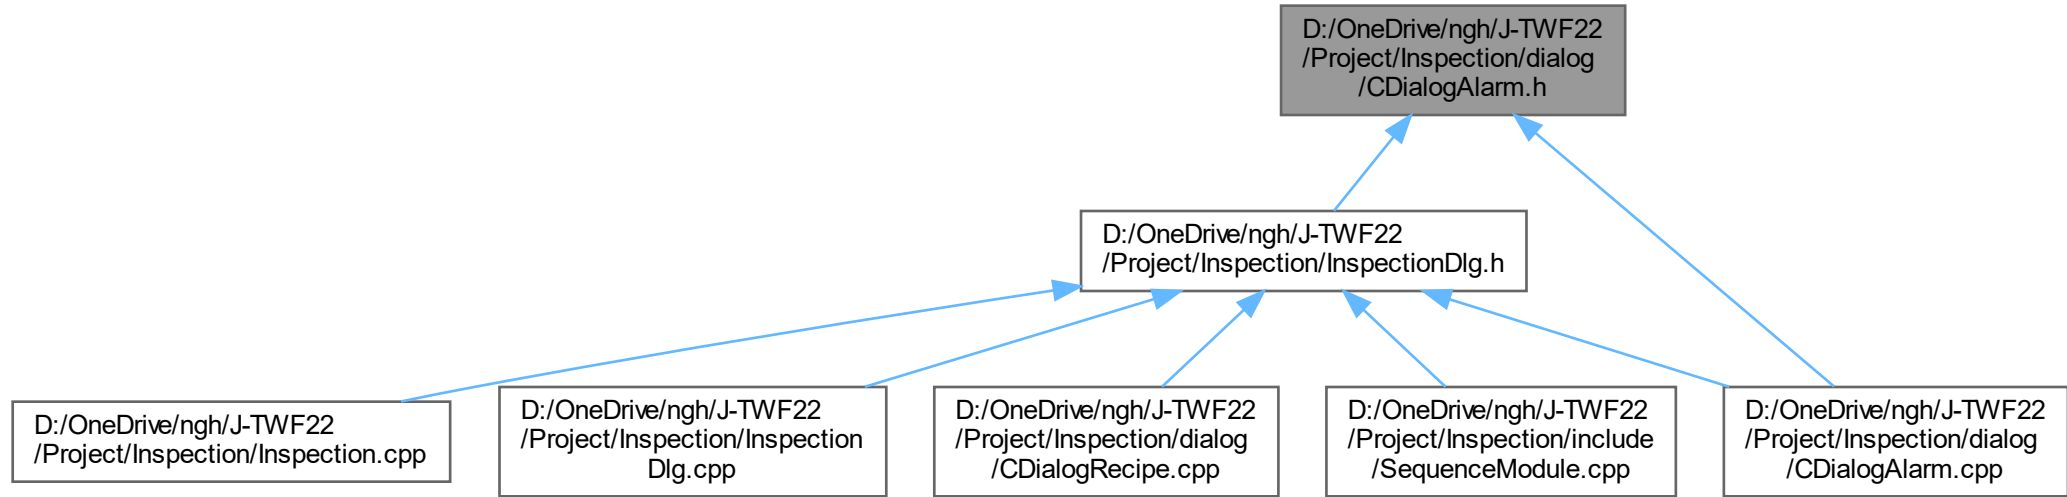 D:/OneDrive/ngh/J-TWF22
/Project/Inspection/dialog
/CDialogAlarm.h
D:/OneDrive/ngh/J-TWF22
/Project/Inspection/InspectionDlg.h
D:/OneDrive/ngh/J-TWF22
/Project/Inspection/Inspection.cpp
D:/OneDrive/ngh/J-TWF22
/Project/Inspection/Inspection
Dlg.cpp
D:/OneDrive/ngh/J-TWF22
/Project/Inspection/dialog
/CDialogRecipe.cpp
D:/OneDrive/ngh/J-TWF22
/Project/Inspection/include
/SequenceModule.cpp
D:/OneDrive/ngh/J-TWF22
/Project/Inspection/dialog
/CDialogAlarm.cpp